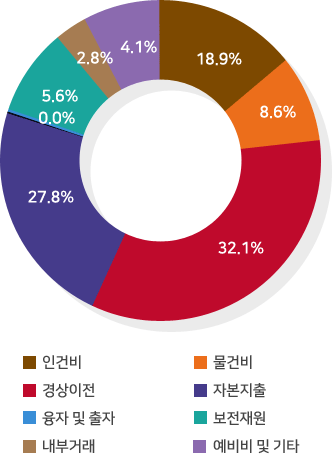 4.1%
18.9%
2.8%
5.6%
8.6%
0.0%
27.8%
32.1%
인건비 물건비
경상이전 자본지출
융자 및 출자 보전재원
내부거래 예비비 및 기타